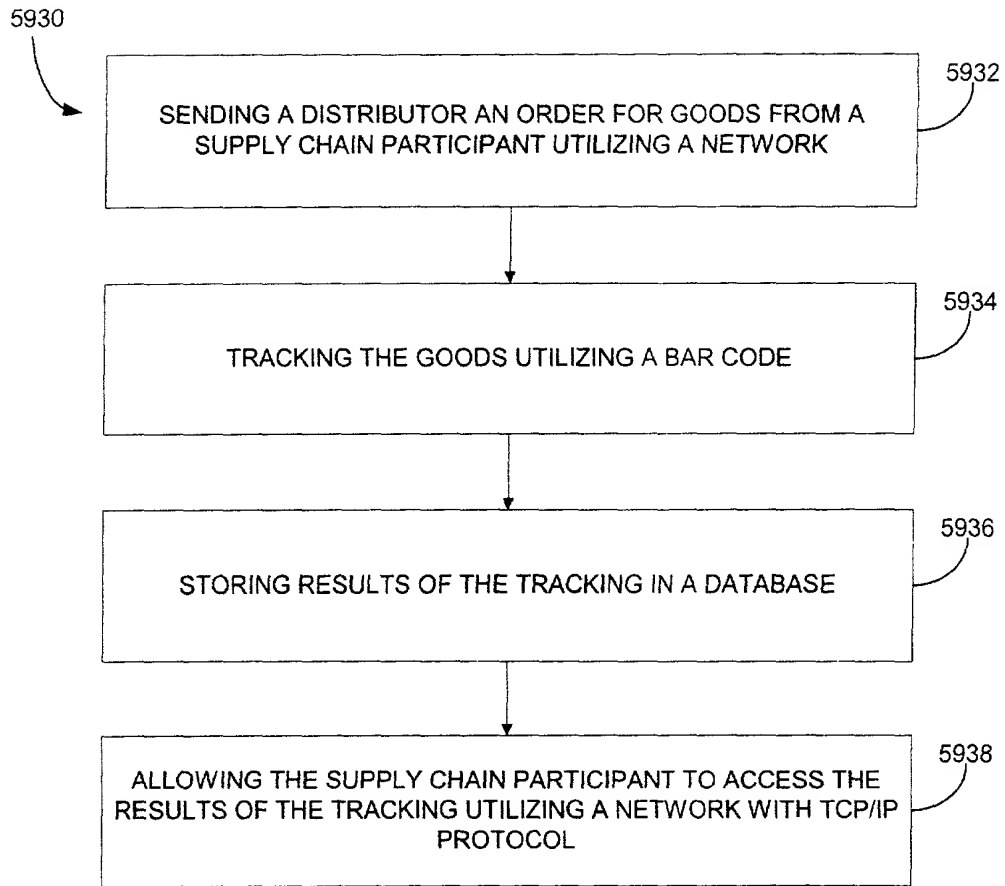 5930
5932
SENDING A DISTRIBUTOR AN ORDER FOR GOODS FROM A
SUPPLY CHAIN PARTICIPANT UTILIZING A NETWORK
5934
TRACKING THE GOODS UTILIZING A BAR CODE
5936
STORING RESULTS OF THE TRACKING IN A DATABASE
5938
ALLOWING THE SUPPLY CHAIN PARTICIPANT TO ACCESS THE
RESULTS OF THE TRACKING UTILIZING A NETWORK WITH TCP/IP
PROTOCOL